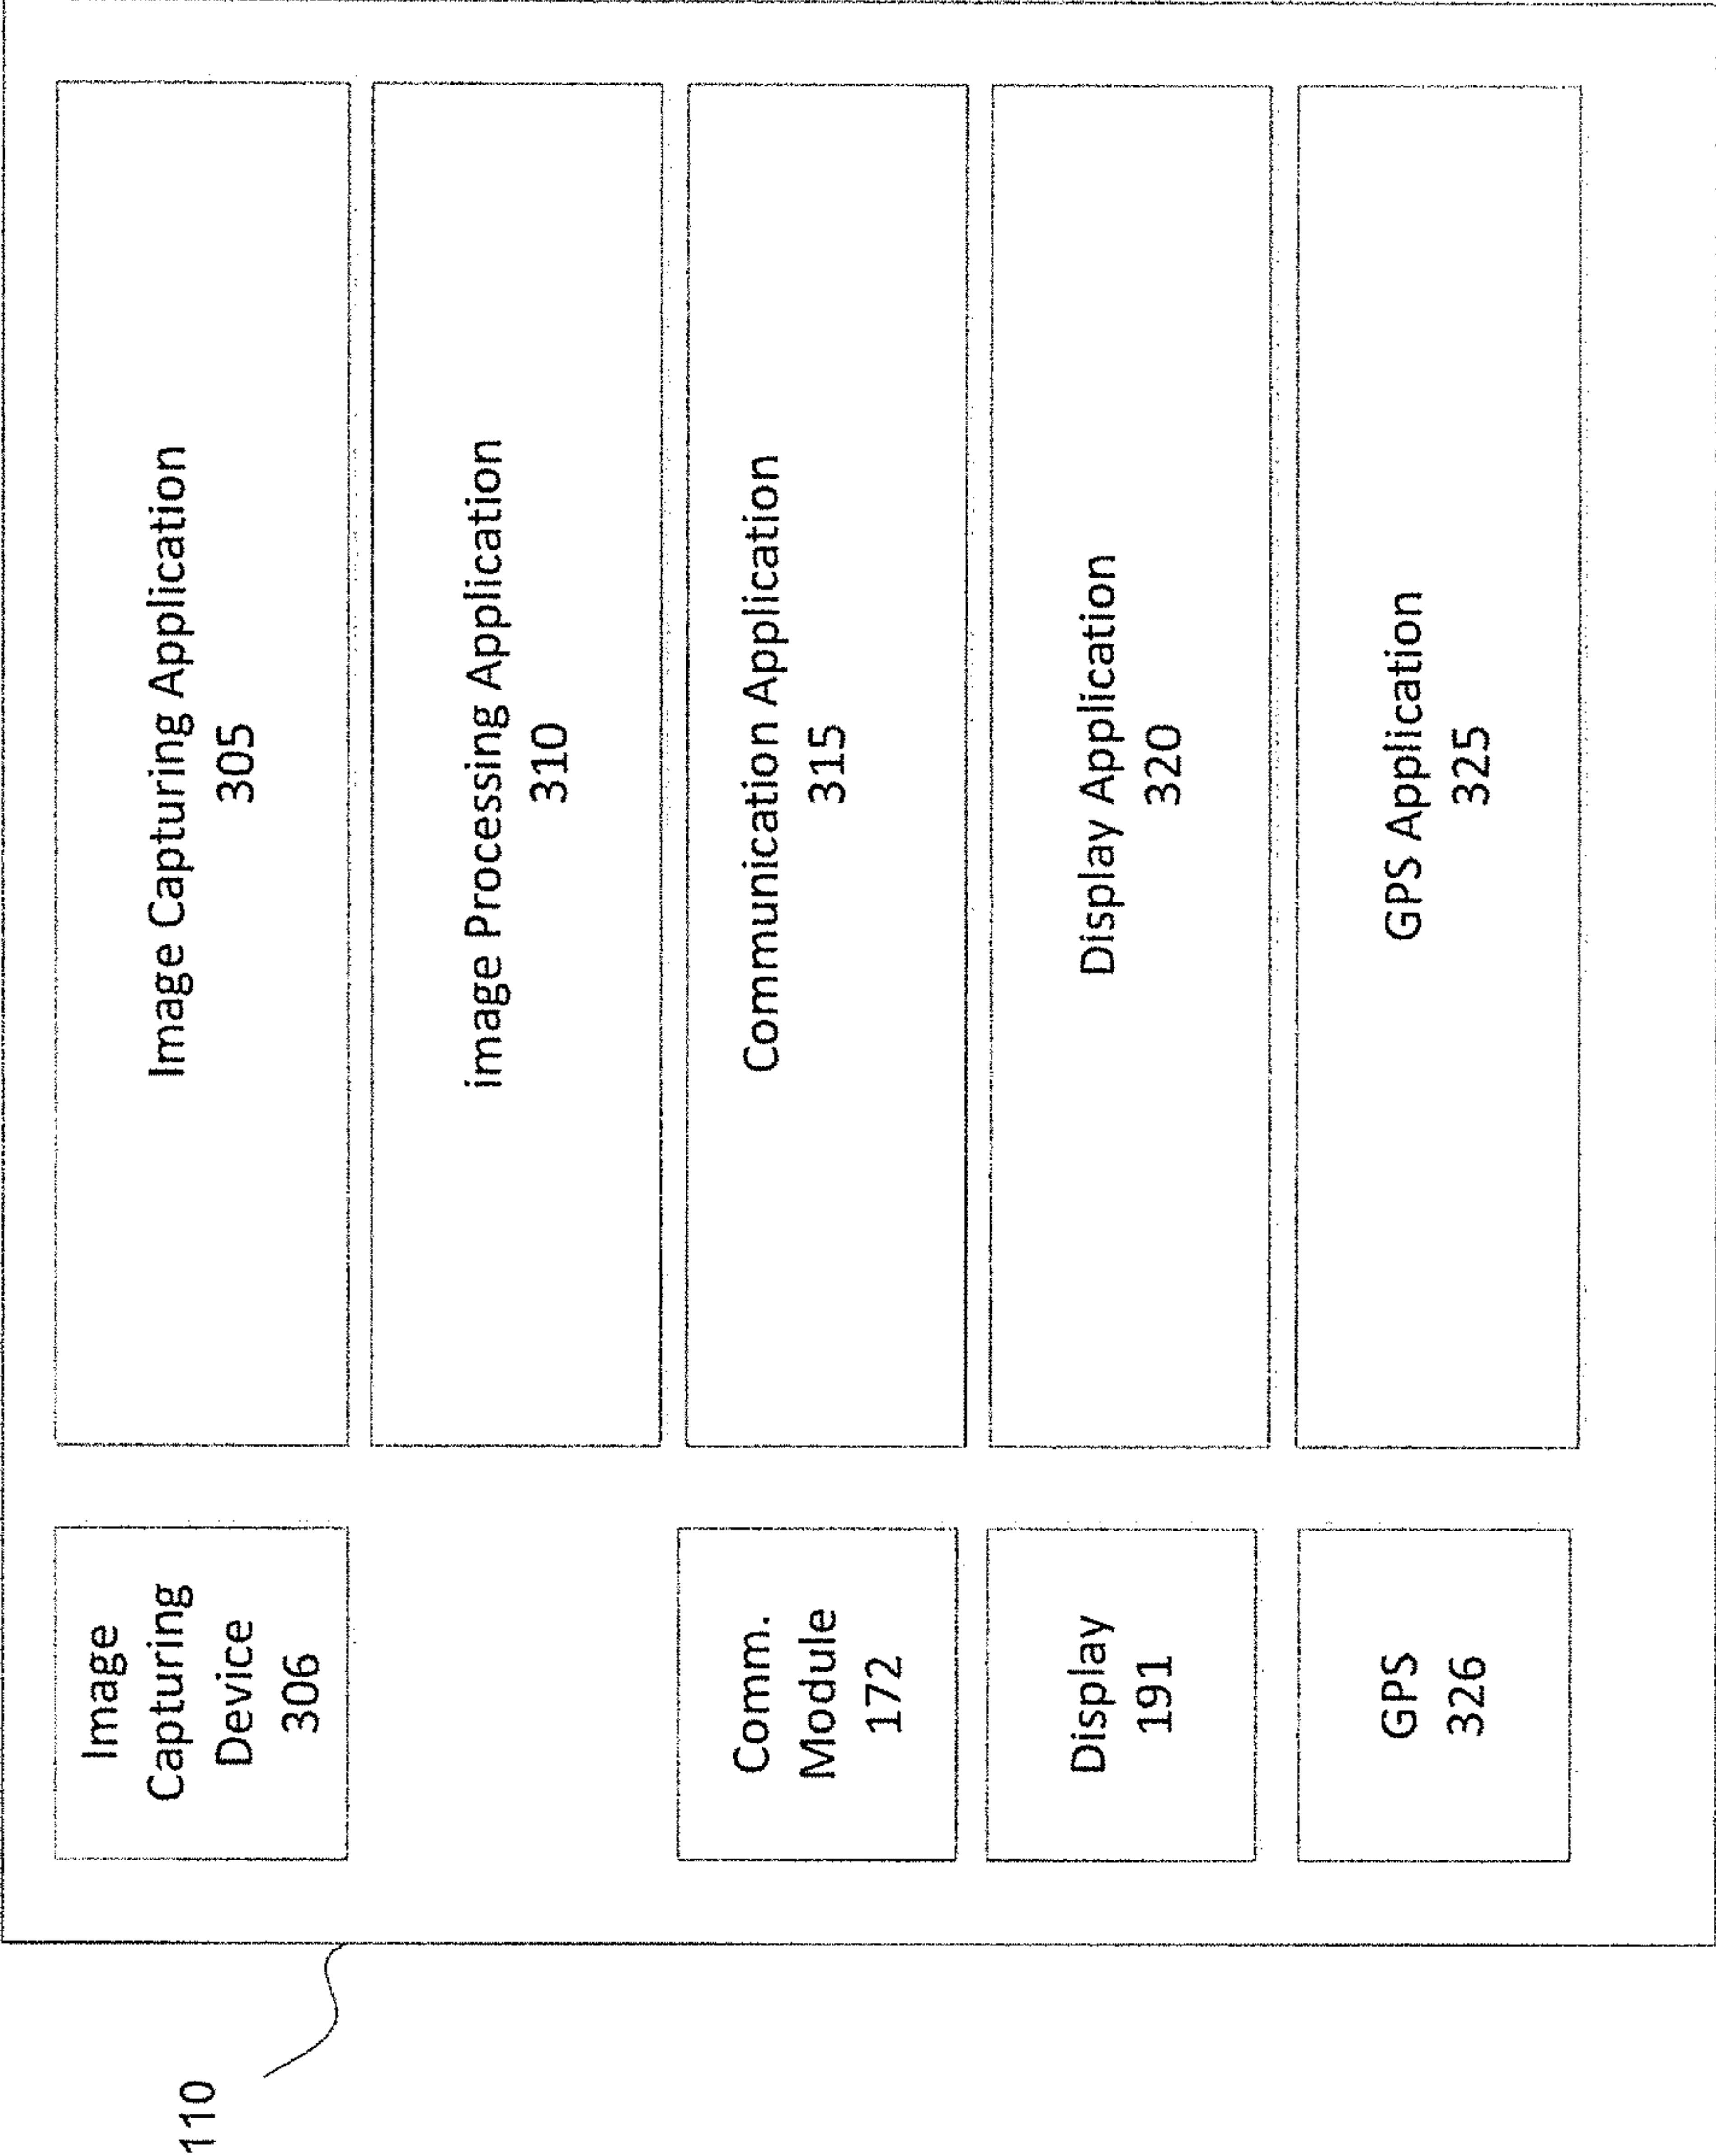 110
Image
Capturing
Device
306
Image Capturing Application
305
image Processing Application
310
Comm.
Module
172
Communication Application
315
Display
191
Display Application
320
GPS
326
GPS Application
325